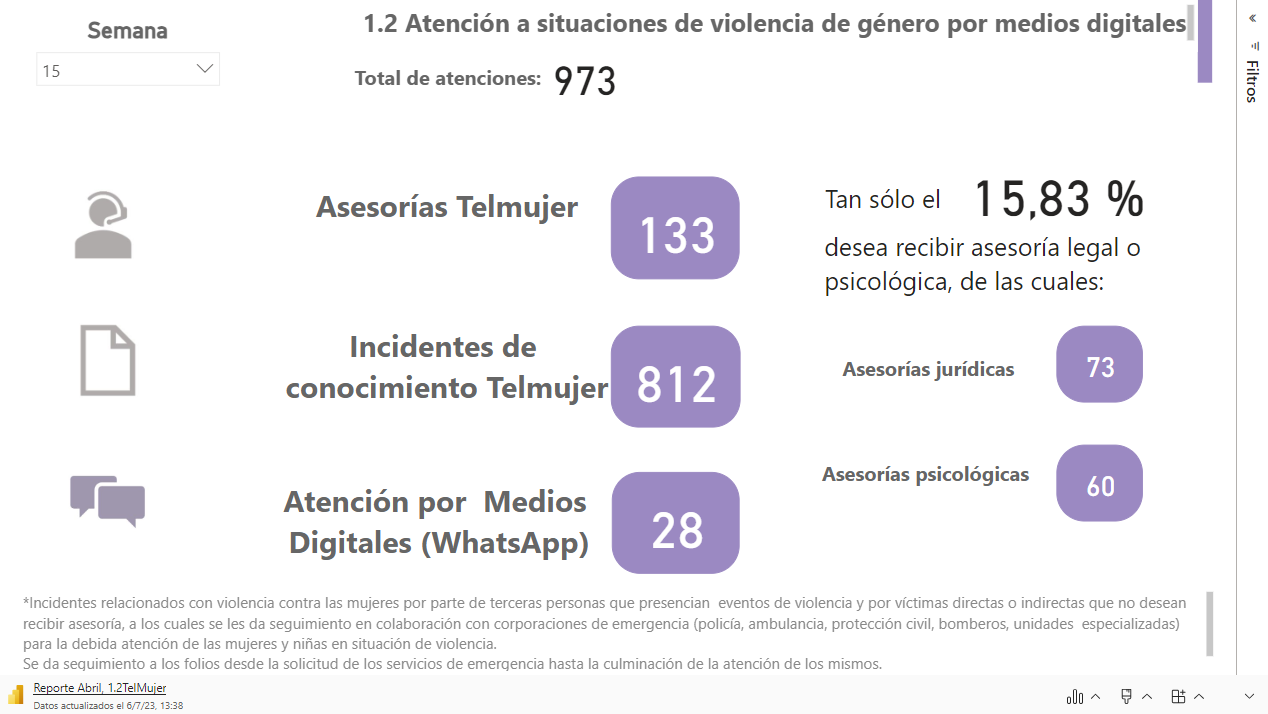 Semana
15
1.2 Atención a situaciones de violencia de género por medios digitales
Total de atenciones: 973
Asesorías Telmujer
133
Incidentes de
conocimiento Telmujer
812
Atención por Medios
Digitales (WhatsApp)
28
Tan sólo el 15,83 %
desea recibir asesoría legal o
psicológica, de las cuales:
Asesorías jurídicas
73
Asesorías psicológicas
60
*Incidentes relacionados con violencia contra las mujeres por parte de terceras personas que presencian eventos de violencia y por víctimas directas o indirectas que no desean
recibir asesoría, a los cuales se les da seguimiento en colaboración con corporaciones de emergencia (policía, ambulancia, protección civil, bomberos, unidades especializadas)
para la debida atención de las mujeres y niñas en situación de violencia.
Se da seguimiento a los folios desde la solicitud de los servicios de emergencia hasta la culminación de la atención de los mismos.
Filtros
Reporte Abril, 1.2TelMujer
Datos actualizados el 6/7/23, 13:38